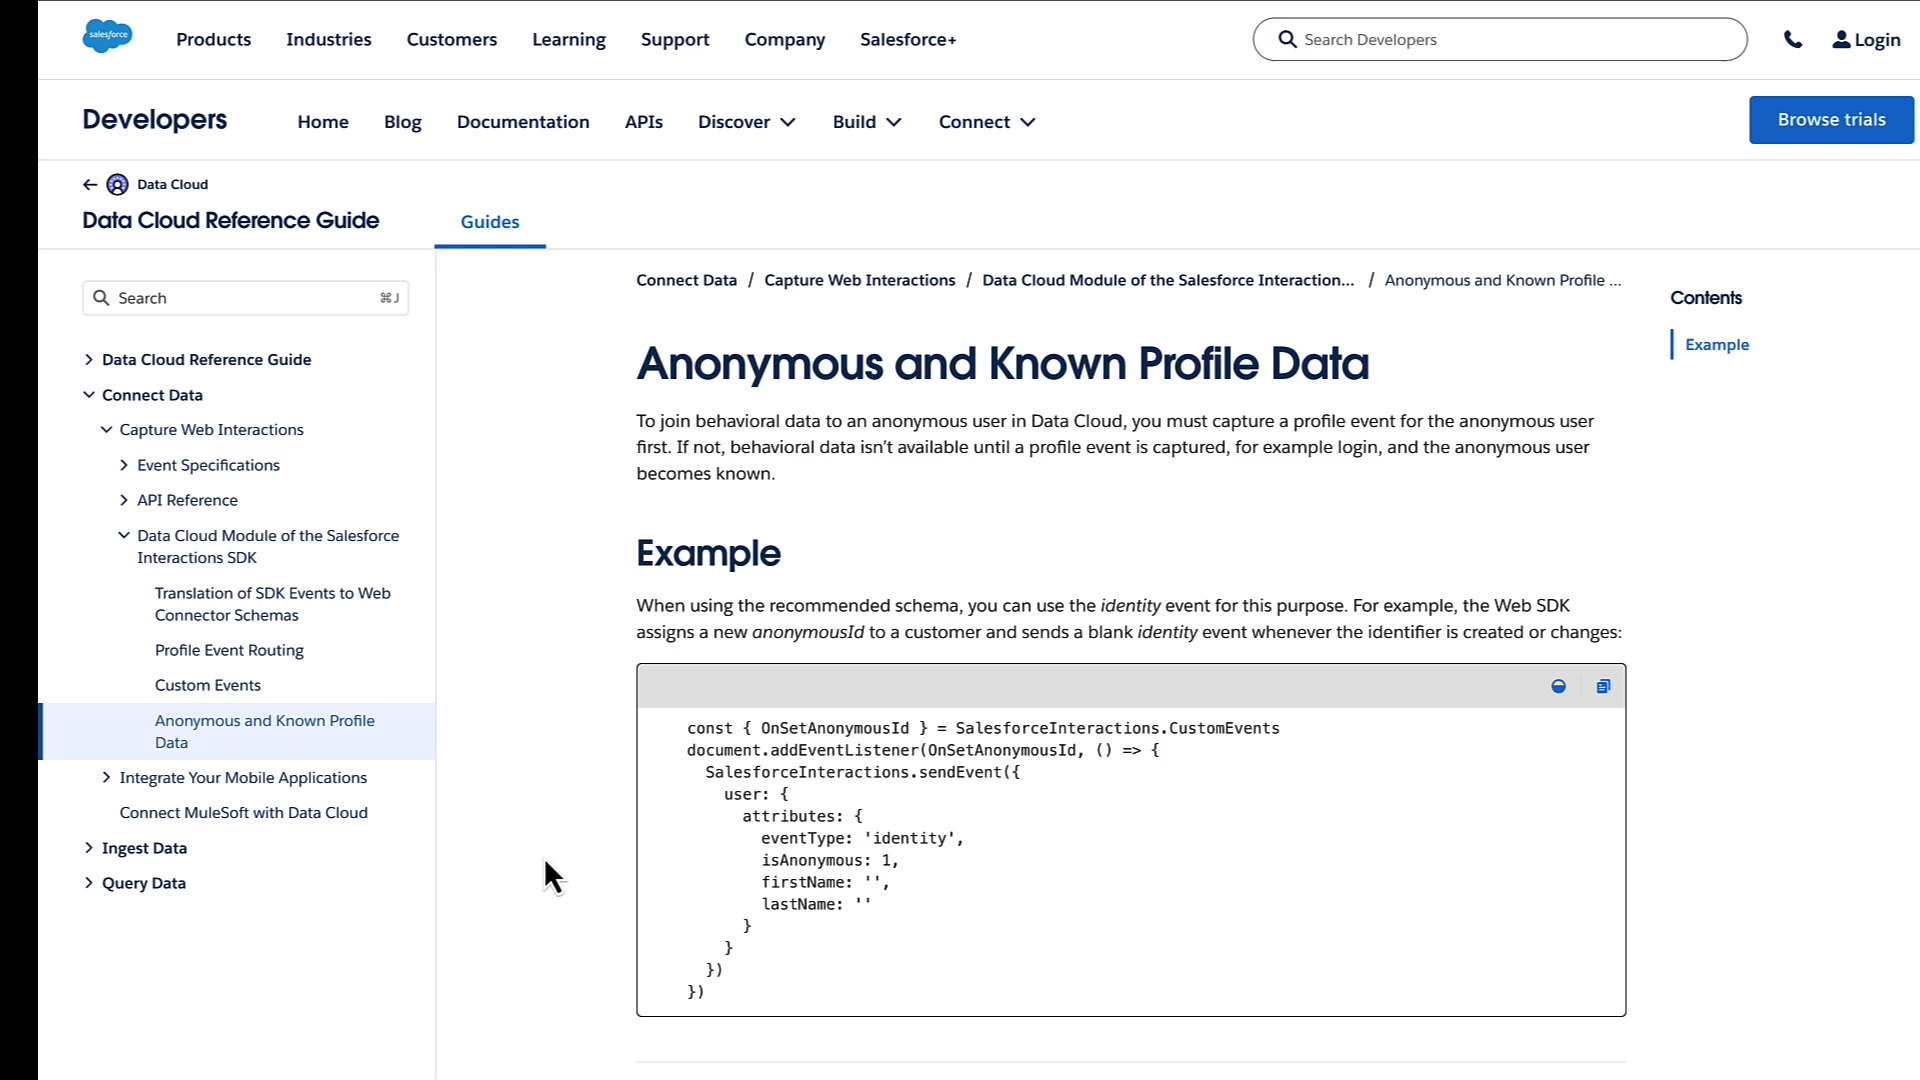 salesforce
Products Industries Customers Learning Support Company Salesforce+
Search Developers
Login
Developers
Home Blog Documentation APIs Discover Build Connect
Browse trials
Data Cloud
Data Cloud Reference Guide
Guides
Search ⌘J
Data Cloud Reference Guide
Connect Data
Capture Web Interactions
Event Specifications
API Reference
Data Cloud Module of the Salesforce
Interactions SDK
Translation of SDK Events to Web
Connector Schemas
Profile Event Routing
Custom Events
Anonymous and Known Profile
Data
Integrate Your Mobile Applications
Connect MuleSoft with Data Cloud
Ingest Data
Query Data
Connect Data / Capture Web Interactions / Data Cloud Module of the Salesforce Interaction... / Anonymous and Known Profile ...
Anonymous and Known Profile Data
To join behavioral data to an anonymous user in Data Cloud, you must capture a profile event for the anonymous user
first. If not, behavioral data isn't available until a profile event is captured, for example login, and the anonymous user
becomes known.
Example
When using the recommended schema, you can use the identity event for this purpose. For example, the Web SDK
assigns a new anonymousId to a customer and sends a blank identity event whenever the identifier is created or changes:
const { OnSetAnonymousId } = SalesforceInteractions.CustomEvents
document.addEventListener(OnSetAnonymousId, () => {
  SalesforceInteractions.sendEvent({
    user: {
      attributes: {
        eventType: 'identity',
        isAnonymous: 1,
        firstName: '',
        lastName: ''
      }
    }
  })
})
Contents
Example